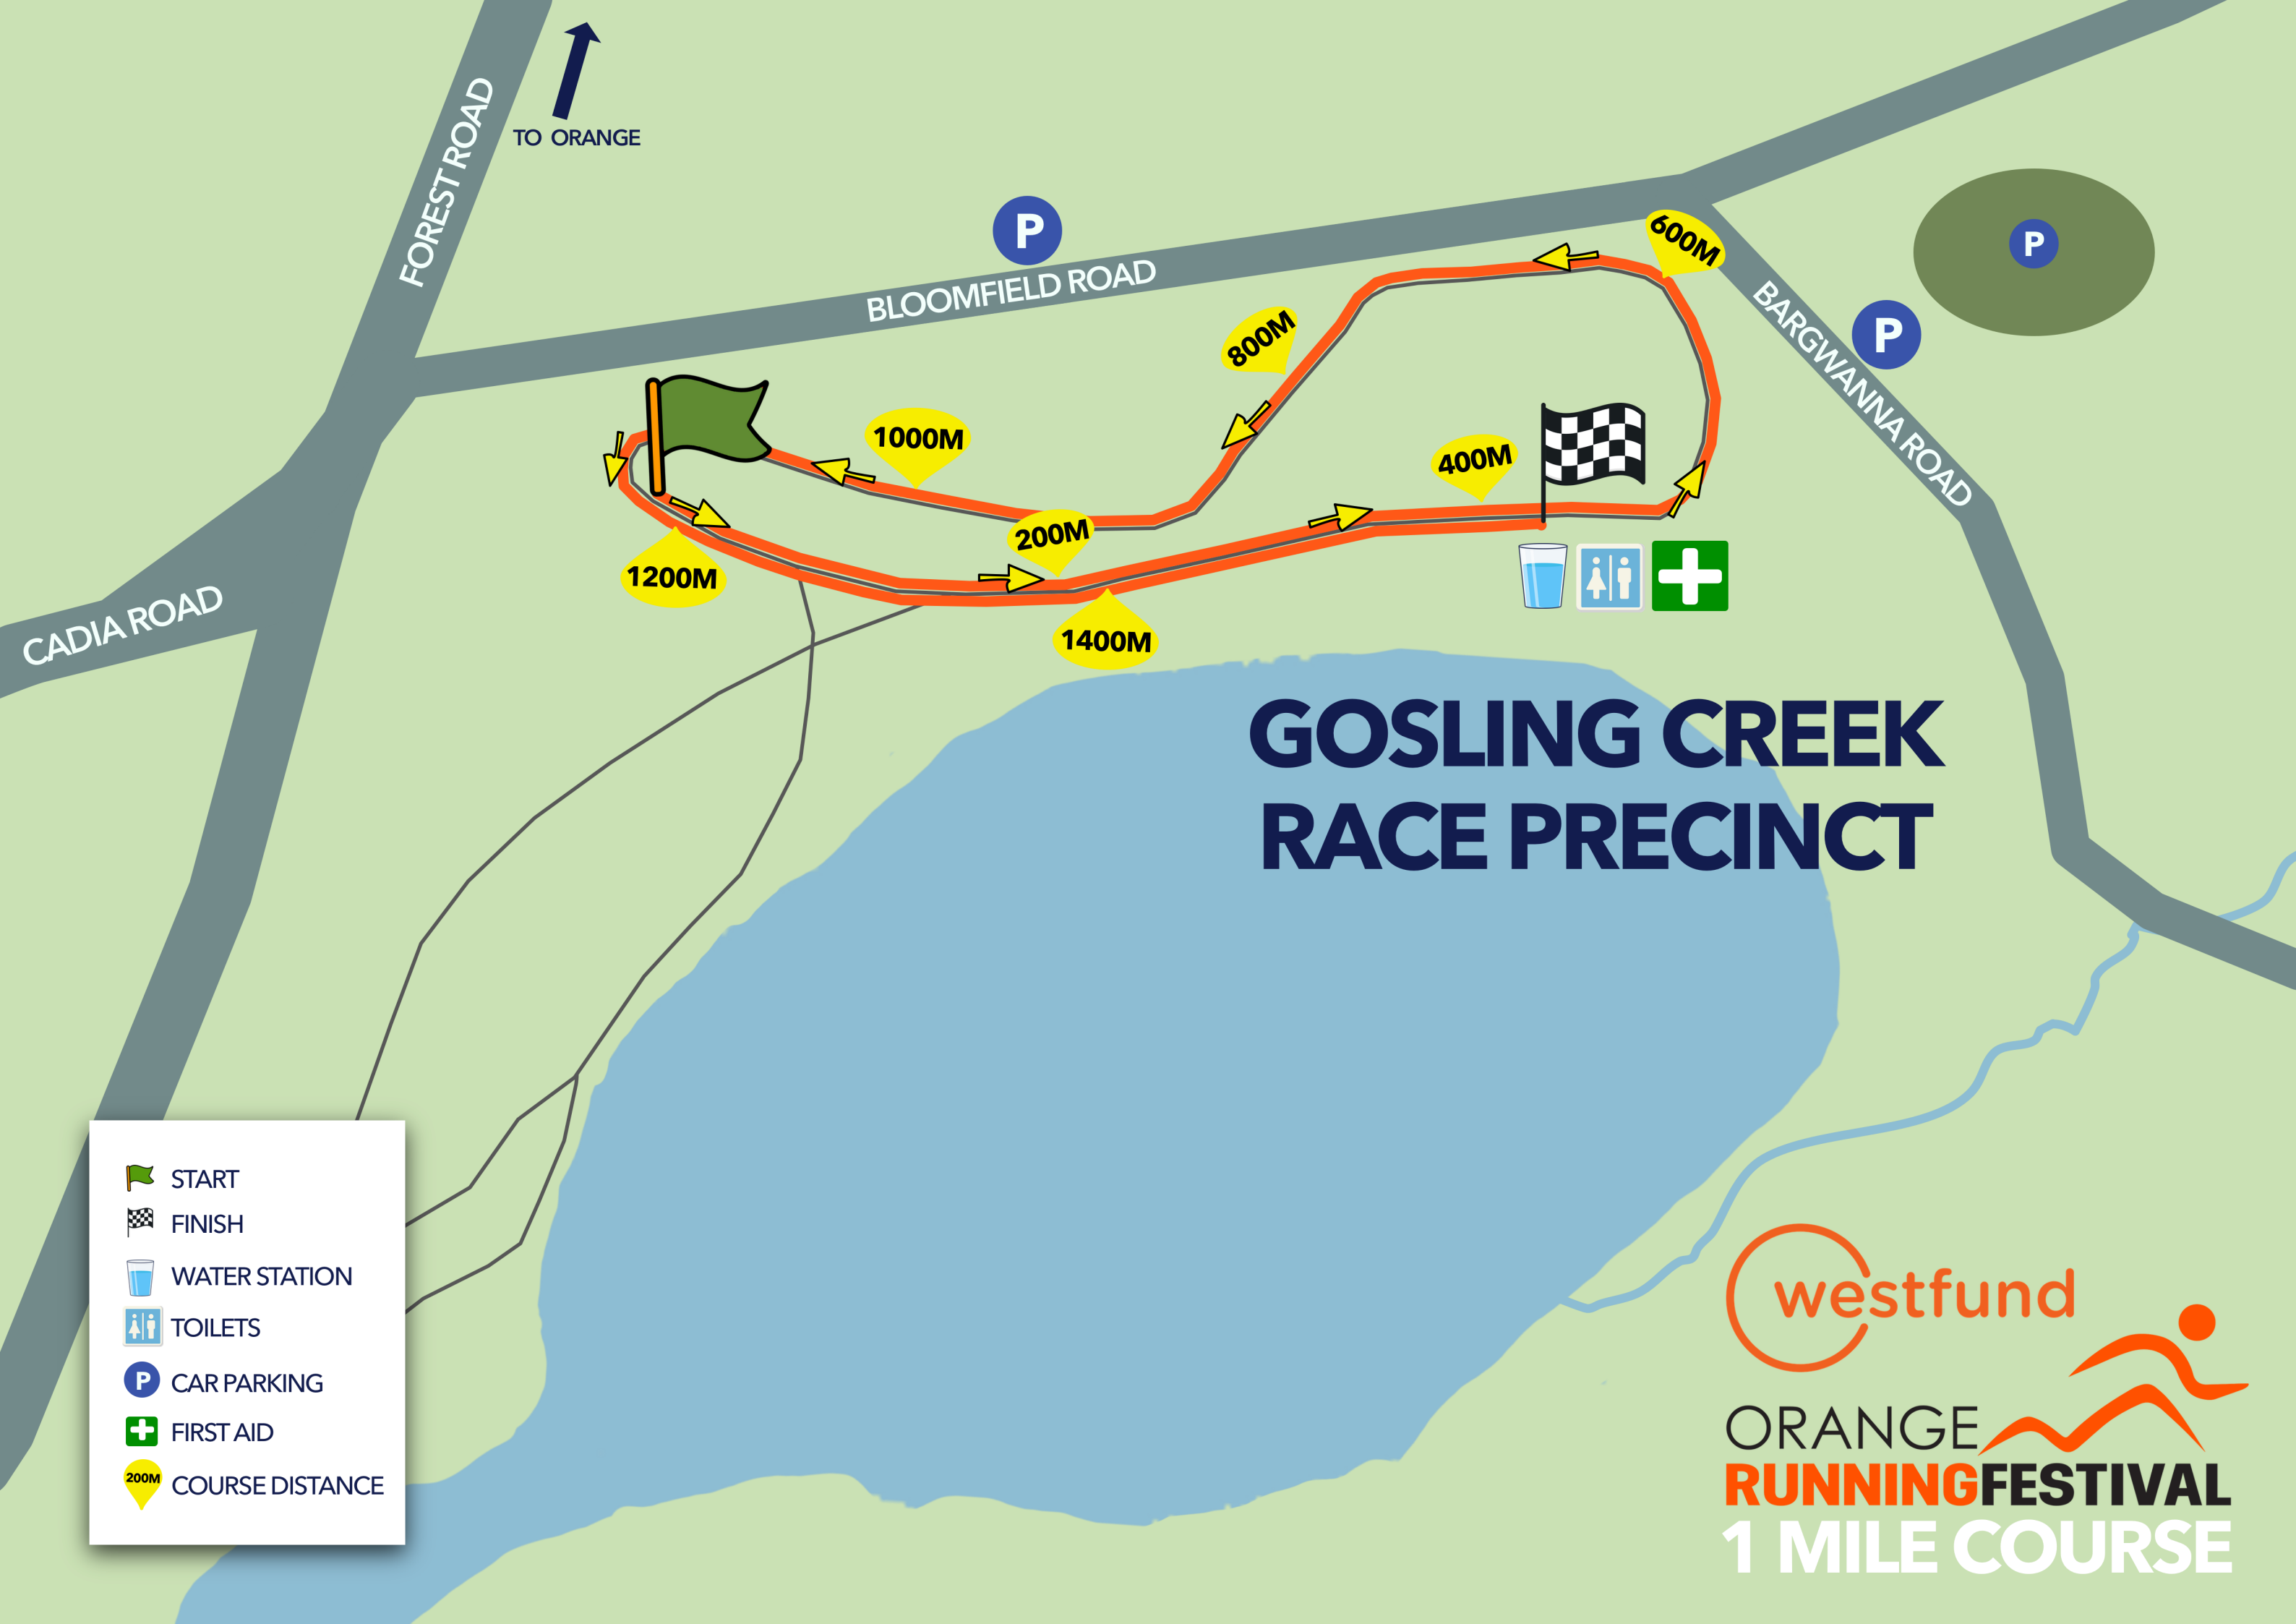 FOREST ROAD
TO ORANGE
P
BLOOMFIELD ROAD
600M
P
P
BARGWANNA ROAD
800M
1000M
400M
200M
1200M
1400M
CADIA ROAD
GOSLING CREEK
RACE PRECINCT
START
FINISH
WATER STATION
TOILETS
P CAR PARKING
FIRST AID
200M COURSE DISTANCE
westfund
ORANGE
RUNNINGFESTIVAL
1 MILE COURSE